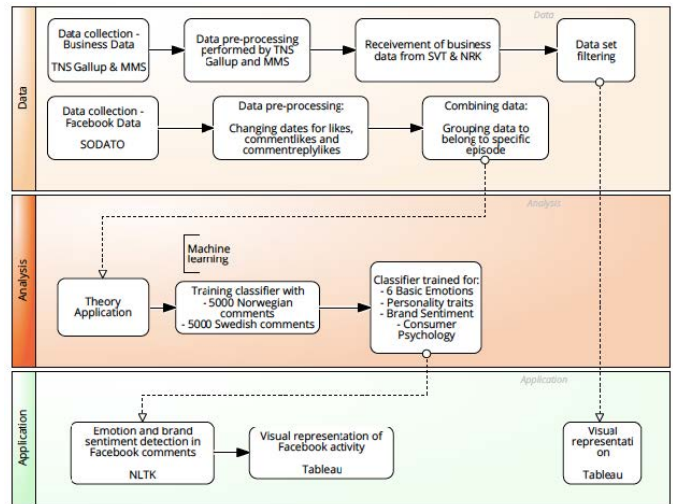 Data
Data
Data collection -
Business Data
TNS Gallup & MMS
Data pre-processing
performed by TNS
Gallup and MMS
Receivement of business
data from SVT & NRK
Data set
filtering
Data collection -
Facebook Data
SODATO
Data pre-processing:
Changing dates for likes,
commentlikes and
commentreplylikes
Combining data:
Grouping data to
belong to specific
episode
Analysis
Analysis
Machine
learning
Theory
Application
Training classifier with
- 5000 Norwegian
comments
- 5000 Swedish comments
Classifier trained for:
- 6 Basic Emotions
- Personality traits
- Brand Sentiment
- Consumer
Psychology
Application
Application
Emotion and brand
sentiment detection in
Facebook comments
NLTK
Visual representation of
Facebook activity
Tableau
Visual
representati
on
Tableau